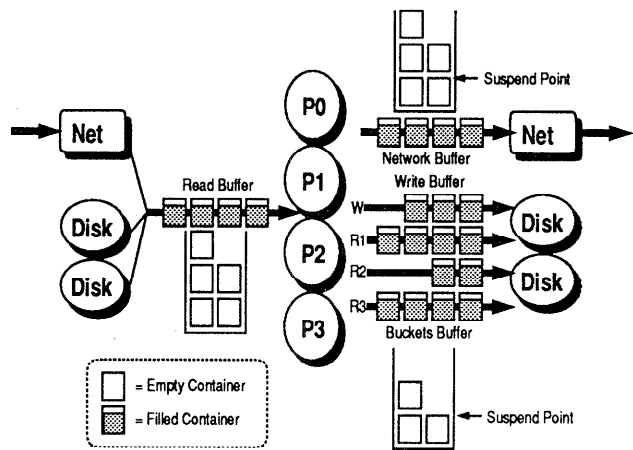 Suspend Point
P0
Net
Net
Network Buffer
Read Buffer
P1
Write Buffer
W
Disk
Disk
R1
P2
R2
Disk
Disk
R3
P3
Buckets Buffer
= Empty Container
= Filled Container
Suspend Point